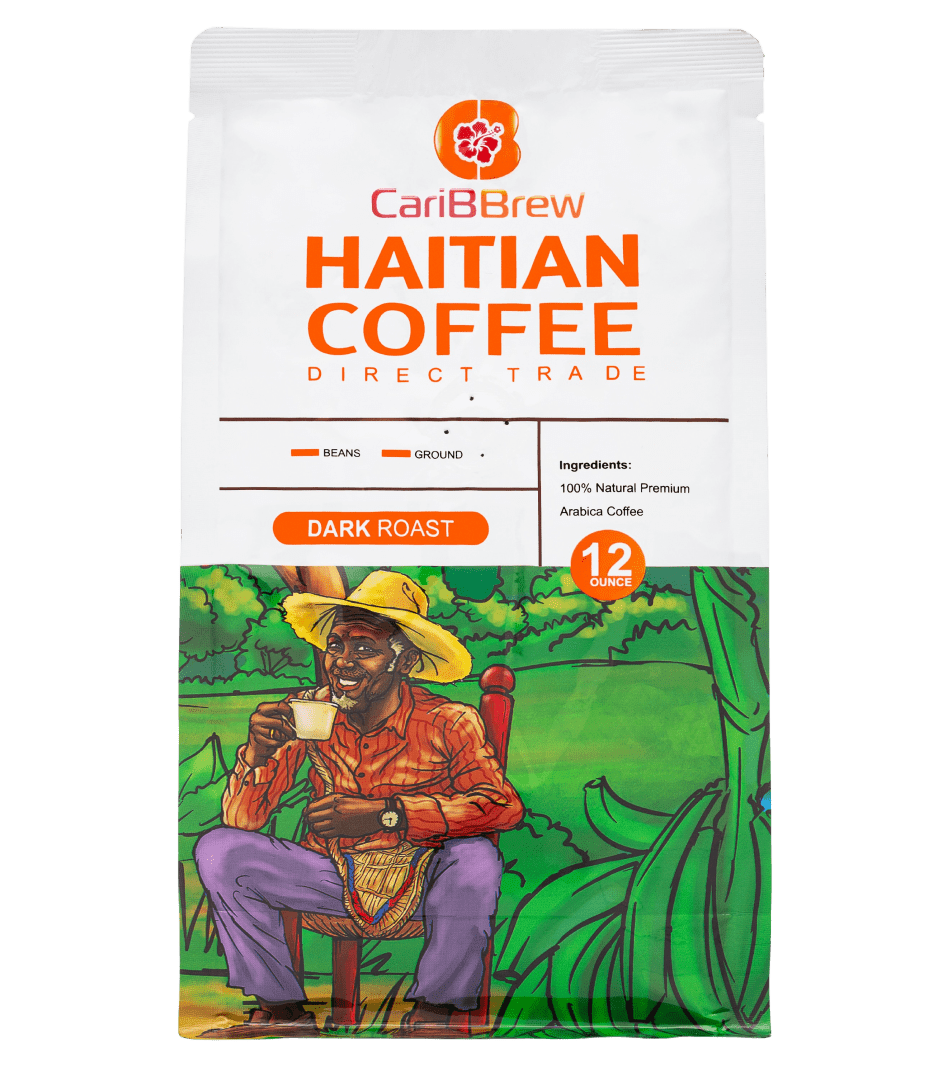 CariBBrew
HAITIAN
COFFEE
DIRECT TRADE
BEANS GROUND
DARK ROAST
Ingredients:
100% Natural Premium
Arabica Coffee
12
OUNCE